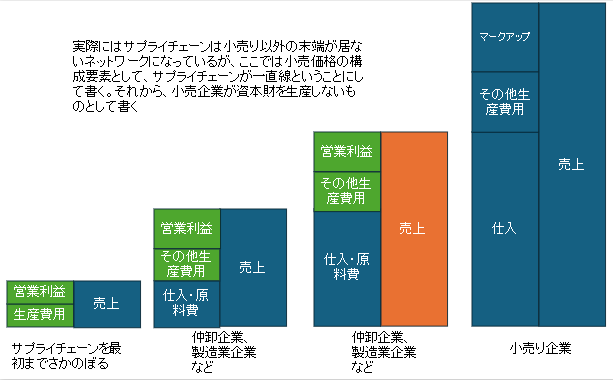 実際にはサプライチェーンは小売り以外の末端が居な
いネットワークになっているが、ここでは小売価格の構
成要素として、サプライチェーンが一直線ということにし
て書く。それから、小売企業が資本財を生産しないも
のとして書く
営業利益
生産費用
売上
サプライチェーンを最
初までさかのぼる
営業利益
その他生
産費用
仕入・原
料費
売上
仲卸企業、
製造業企業
など
営業利益
その他生
産費用
仕入・原
料費
売上
仲卸企業、
製造業企業
など
マークアップ
その他生
産費用
仕入
売上
小売り企業